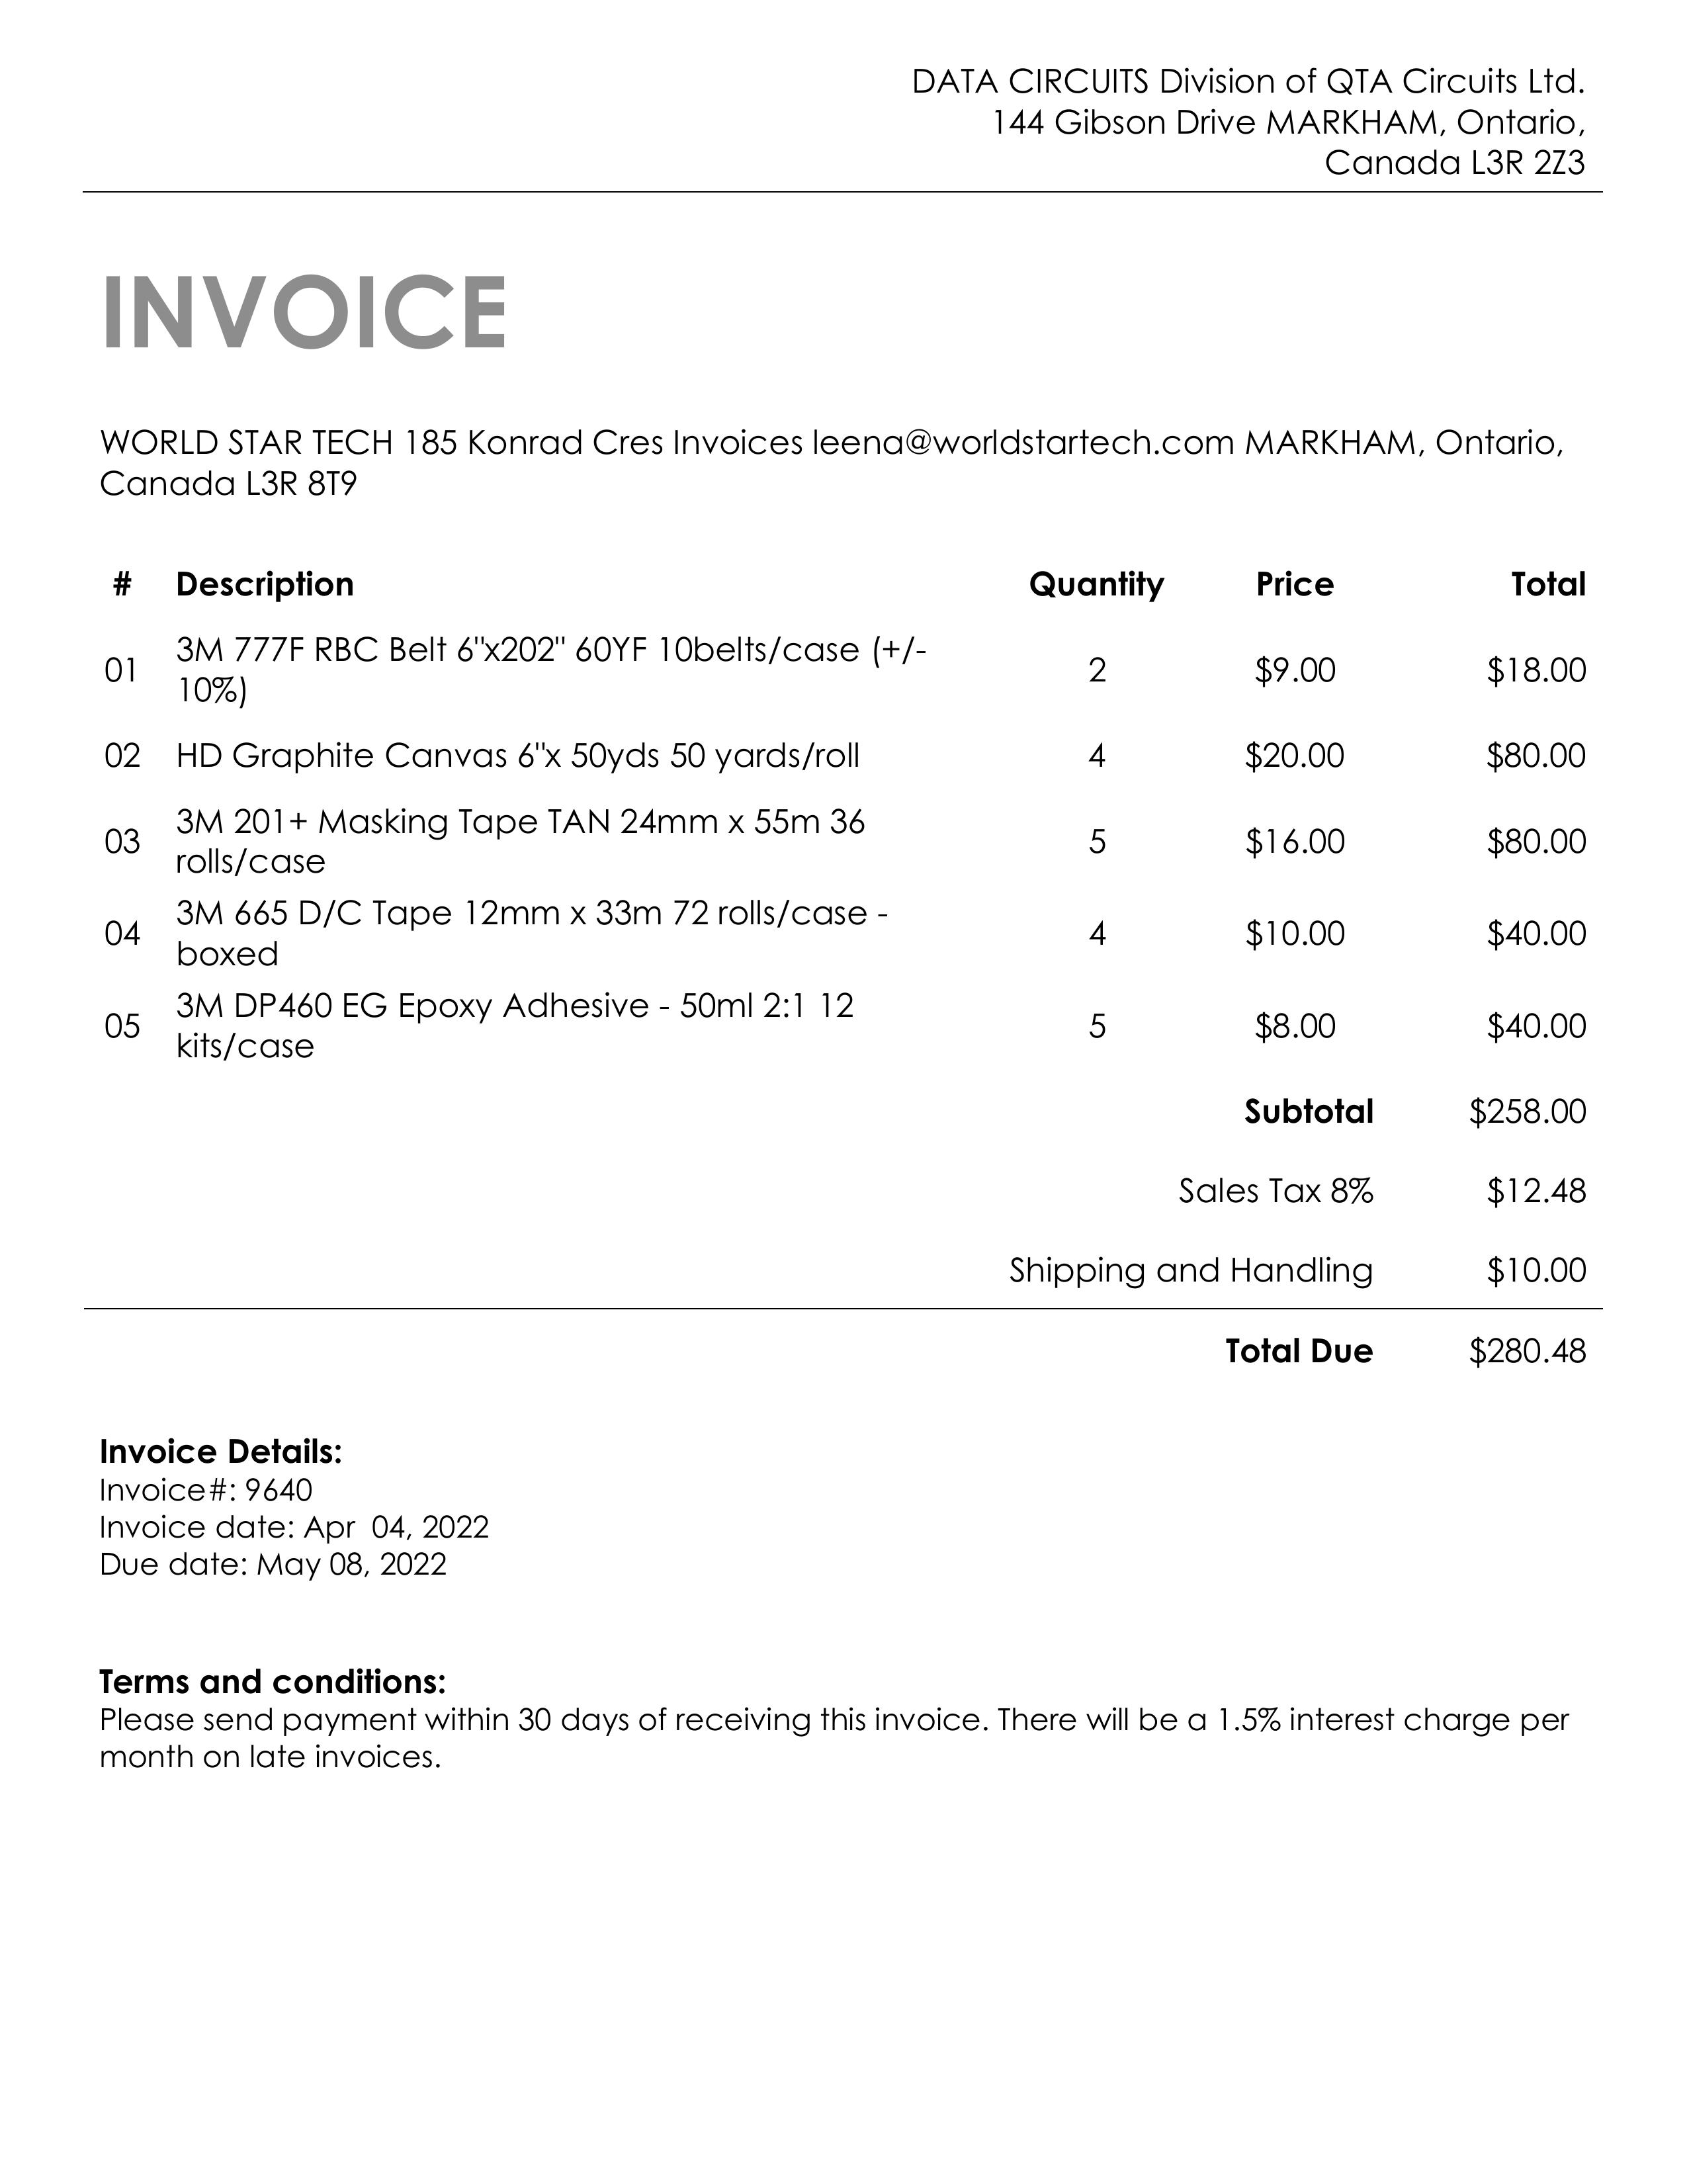 DATA CIRCUITS Division of QTA Circuits Ltd.
144 Gibson Drive MARKHAM, Ontario,
Canada L3R 2Z3
INVOICE
WORLD STAR TECH 185 Konrad Cres Invoices leena@worldstartech.com MARKHAM, Ontario,
Canada L3R 8T9
# Description Quantity Price Total
01 3M 777F RBC Belt 6"x202" 60YF 10belts/case (+/-
10%) 2 $9.00 $18.00
02 HD Graphite Canvas 6"x 50yds 50 yards/roll 4 $20.00 $80.00
03 3M 201+ Masking Tape TAN 24mm x 55m 36
rolls/case 5 $16.00 $80.00
04 3M 665 D/C Tape 12mm x 33m 72 rolls/case -
boxed 4 $10.00 $40.00
05 3M DP460 EG Epoxy Adhesive - 50ml 2:1 12
kits/case 5 $8.00 $40.00
Subtotal $258.00
Sales Tax 8% $12.48
Shipping and Handling $10.00
Total Due $280.48
Invoice Details:
Invoice#: 9640
Invoice date: Apr  04, 2022
Due date: May 08, 2022
Terms and conditions:
Please send payment within 30 days of receiving this invoice. There will be a 1.5% interest charge per
month on late invoices.